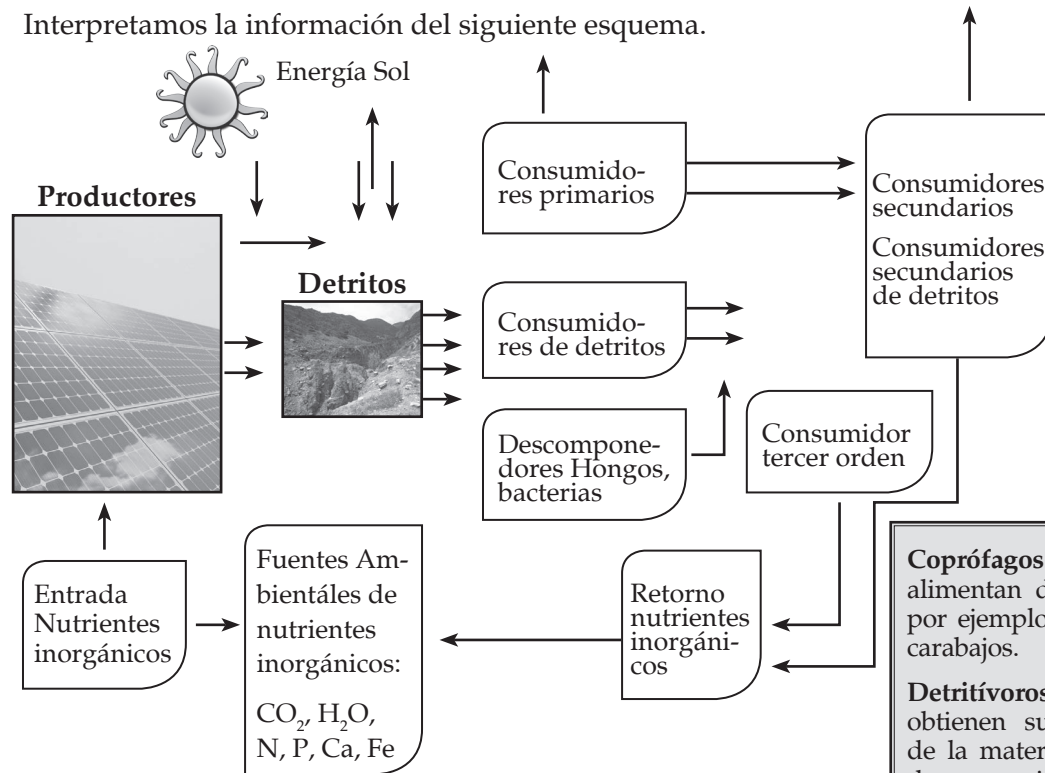 Interpretamos la información del siguiente esquema.
Energía Sol
Productores
Consumido-
res primarios
Consumidores
secundarios
Consumidores
secundarios
de detritos
Detritos
Consumido-
res de detritos
Descompone-
dores Hongos,
bacterias
Consumidor
tercer orden
Entrada
Nutrientes
inorgánicos
Fuentes Am-
bientáles de
nutrientes
inorgánicos:
CO₂, H₂O,
N, P, Ca, Fe
Retorno
nutrientes
inorgáni-
cos
Coprófagos
alimentan d
por ejemplo
carabajos.
Detritívoros
obtienen su
de la mater